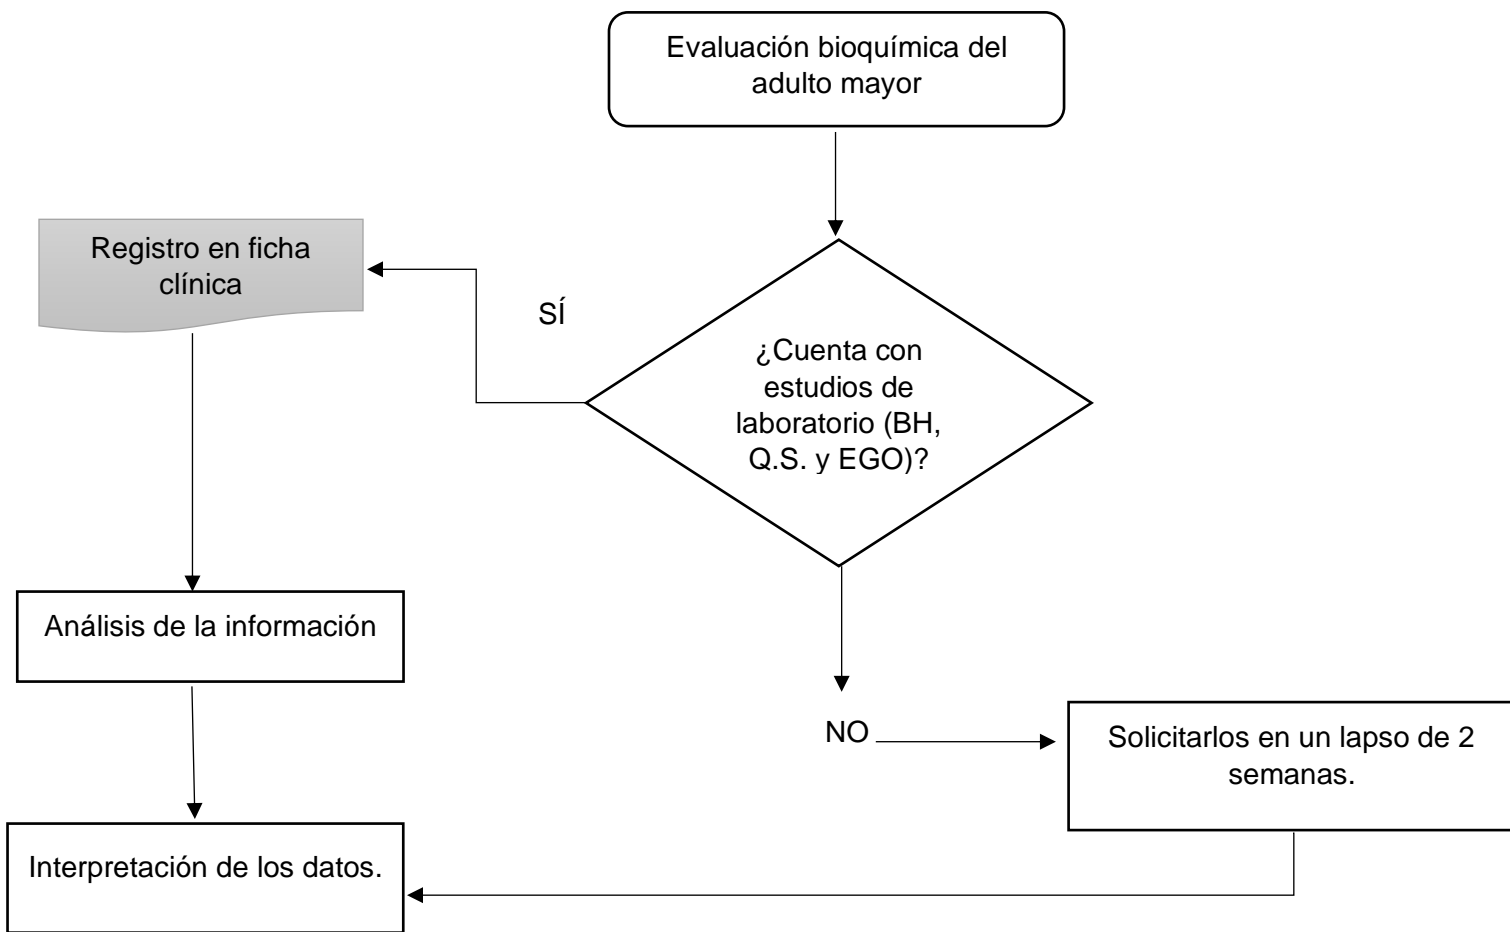 Evaluación bioquímica del
adulto mayor
Registro en ficha
clínica
SÍ
¿Cuenta con
estudios de
laboratorio (BH,
Q.S. y EGO)?
Análisis de la información
NO
Solicitarlos en un lapso de 2
semanas.
Interpretación de los datos.